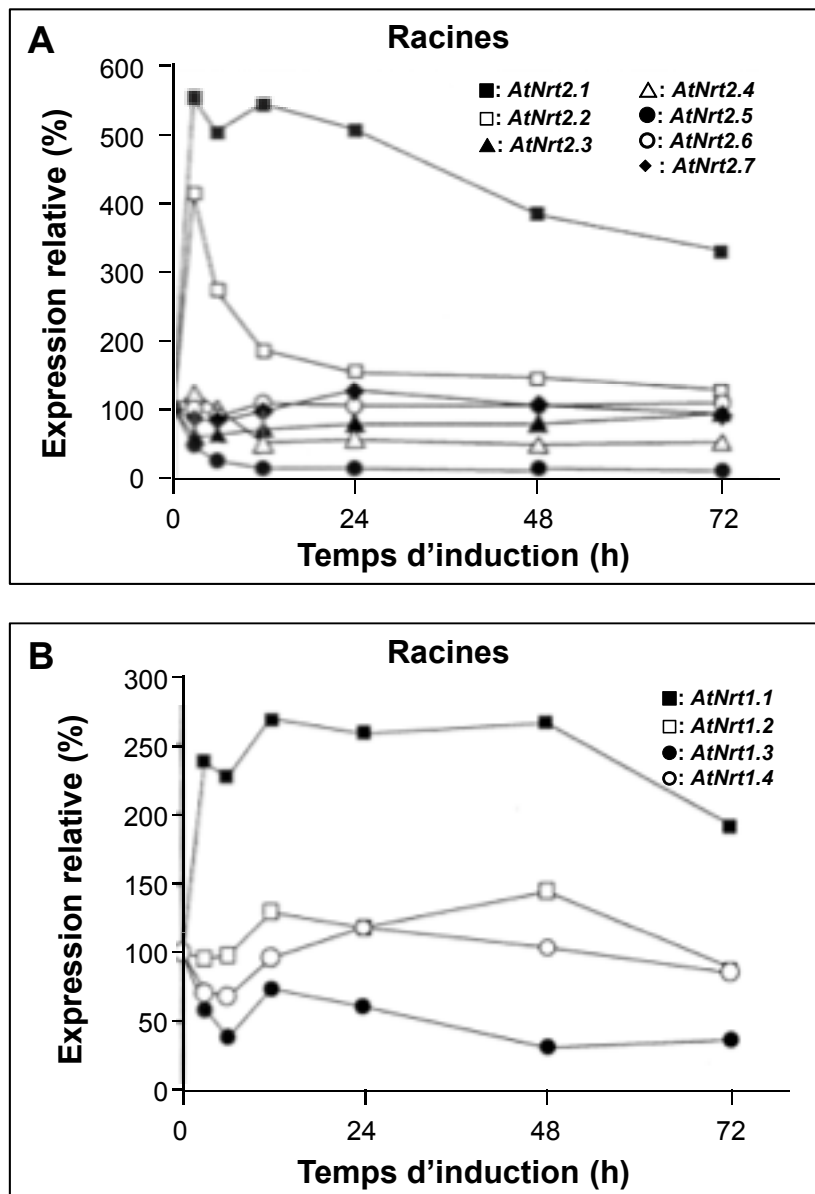 A
Racines
Expression relative (%)
600
500
400
300
200
100
0
■: AtNrt2.1
□: AtNrt2.2
▲: AtNrt2.3
△: AtNrt2.4
●: AtNrt2.5
○: AtNrt2.6
◆: AtNrt2.7
0 24 48 72
Temps d'induction (h)
B
Racines
Expression relative (%)
300
250
200
150
100
50
0
■: AtNrt1.1
□: AtNrt1.2
●: AtNrt1.3
○: AtNrt1.4
0 24 48 72
Temps d'induction (h)